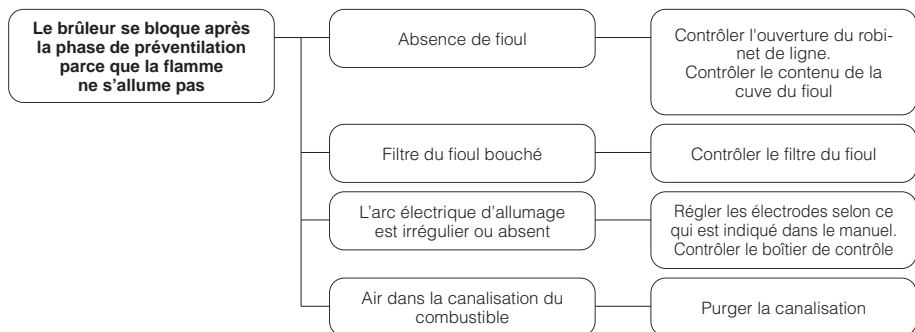 Le brûleur se bloque après
la phase de préventilation
parce que la flamme
ne s'allume pas
Absence de fioul
Contrôler l'ouverture du robi-
net de ligne.
Contrôler le contenu de la
cuve du fioul
Filtre du fioul bouché
Contrôler le filtre du fioul
L'arc électrique d'allumage
est irrégulier ou absent
Régler les électrodes selon ce
qui est indiqué dans le manuel.
Contrôler le boîtier de contrôle
Air dans la canalisation du
combustible
Purger la canalisation